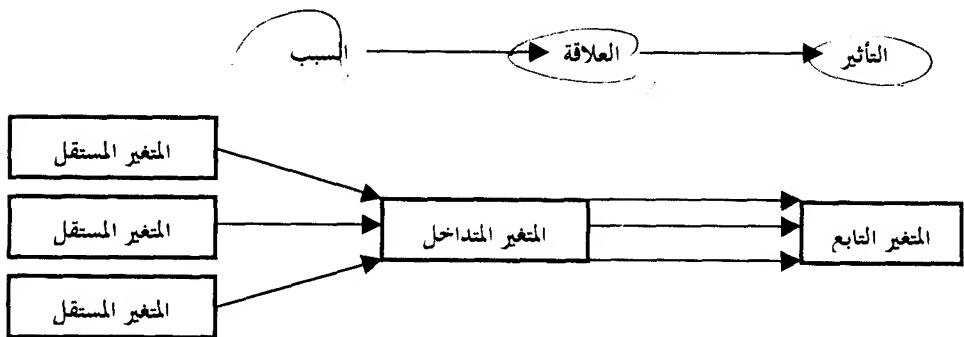 السبب العلاقة التأثير
المتغير المستقل
المتغير المستقل
المتغير المتداخل
المتغير التابع
المتغير المستقل